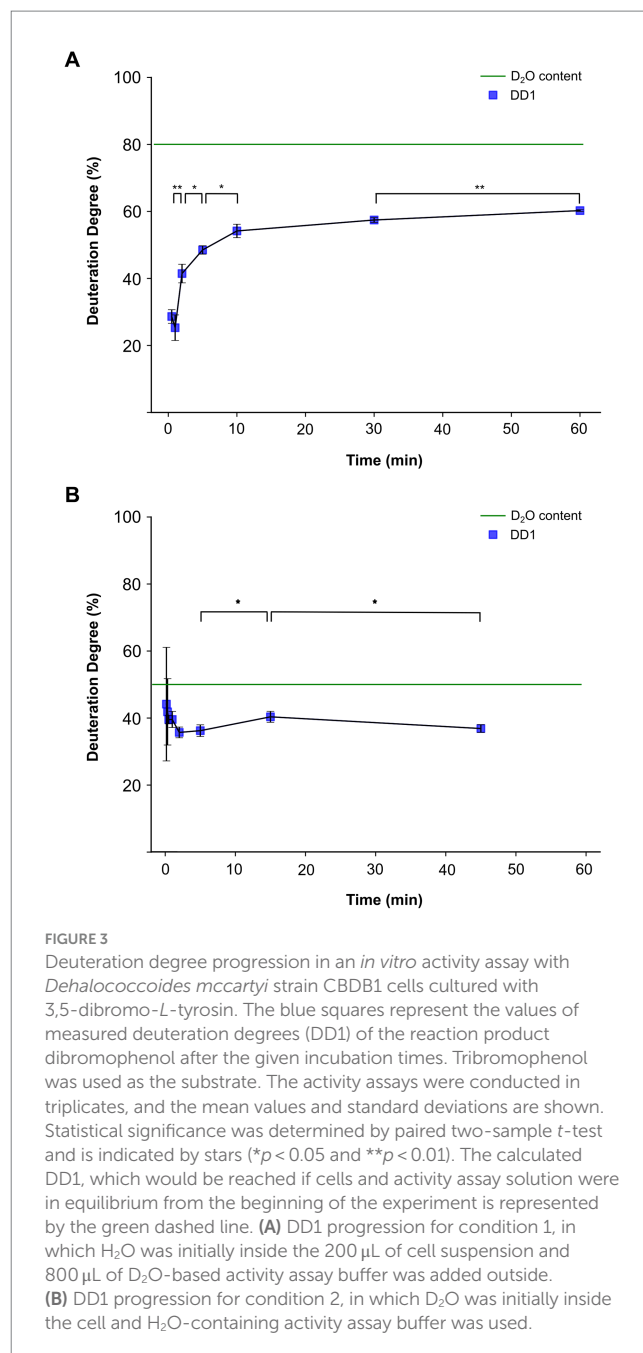 A
100
80
60
40
20
Deuteration Degree (%)
D₂O content
DD1
**
*
*
**
0
10
20
30
40
50
60
Time (min)
B
100
80
60
40
20
Deuteration Degree (%)
D₂O content
DD1
*
*
0
10
20
30
40
50
60
Time (min)
FIGURE 3
Deuteration degree progression in an in vitro activity assay with
Dehalococcoides mccartyi strain CBDB1 cells cultured with
3,5-dibromo-L-tyrosin. The blue squares represent the values of
measured deuteration degrees (DD1) of the reaction product
dibromophenol after the given incubation times. Tribromophenol
was used as the substrate. The activity assays were conducted in
triplicates, and the mean values and standard deviations are shown.
Statistical significance was determined by paired two-sample t-test
and is indicated by stars (*p < 0.05 and **p < 0.01). The calculated
DD1, which would be reached if cells and activity assay solution were
in equilibrium from the beginning of the experiment is represented
by the green dashed line. (A) DD1 progression for condition 1, in
which H₂O was initially inside the 200 μL of cell suspension and
800 μL of D₂O-based activity assay buffer was added outside.
(B) DD1 progression for condition 2, in which D₂O was initially inside
the cell and H₂O-containing activity assay buffer was used.